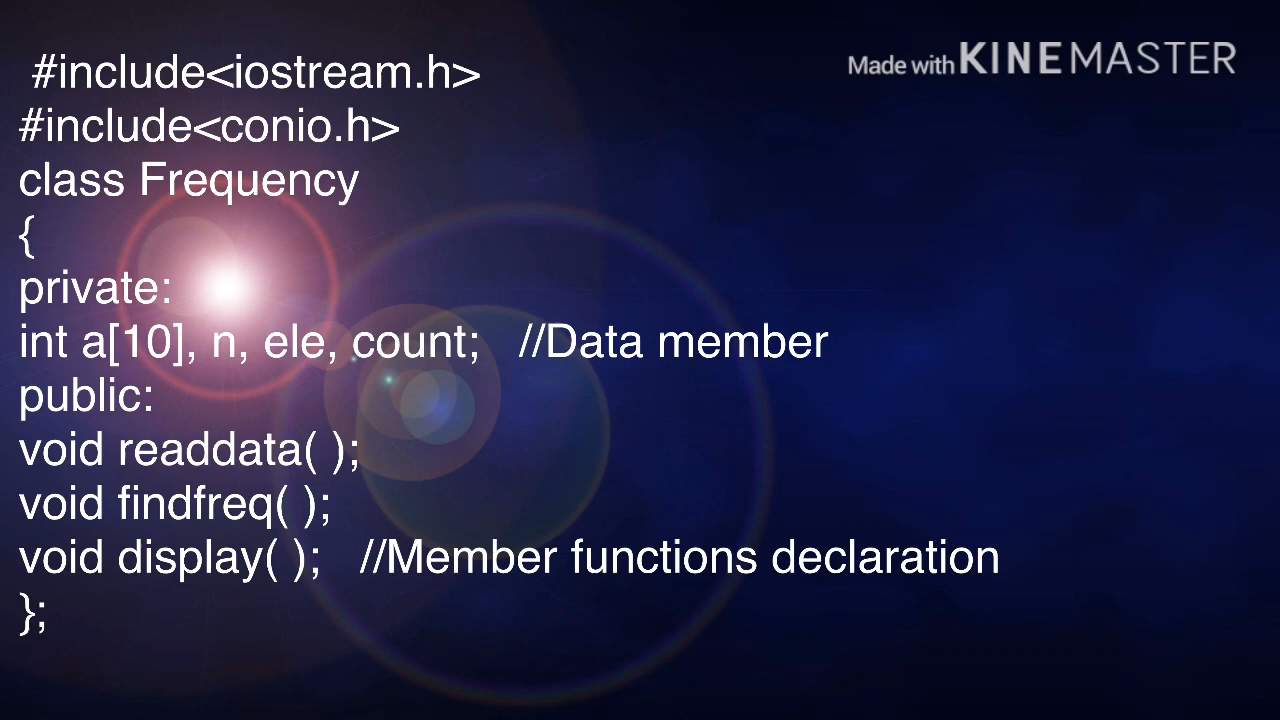 #include<iostream.h>
Made with KINEMASTER
#include<conio.h>
class Frequency
{
private:
int a[10], n, ele, count;   //Data member
public:
void readdata( );
void findfreq( );
void display( );   //Member functions declaration
};